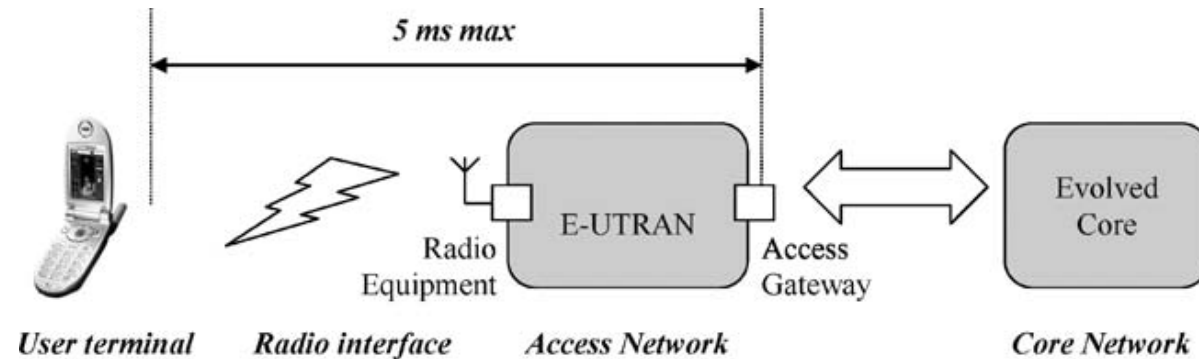 5 ms max
E-UTRAN
Radio
Equipment
Access
Gateway
Evolved
Core
User terminal
Radio interface
Access Network
Core Network